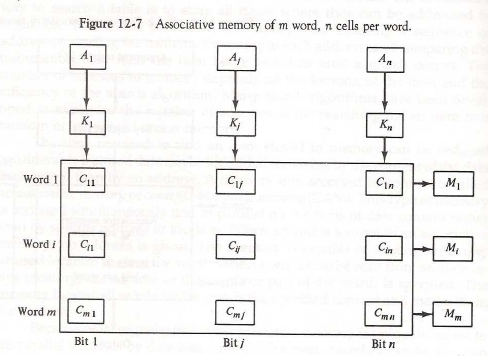 Figure 12-7 Associative memory of m word, n cells per word.
A1 Aj An
K1 Kj Kn
Word 1 C11 C1j C1n M1
Word i Ci1 Cij Cin Mi
Word m Cm1 Cmj Cmn Mm
Bit 1 Bit j Bit n